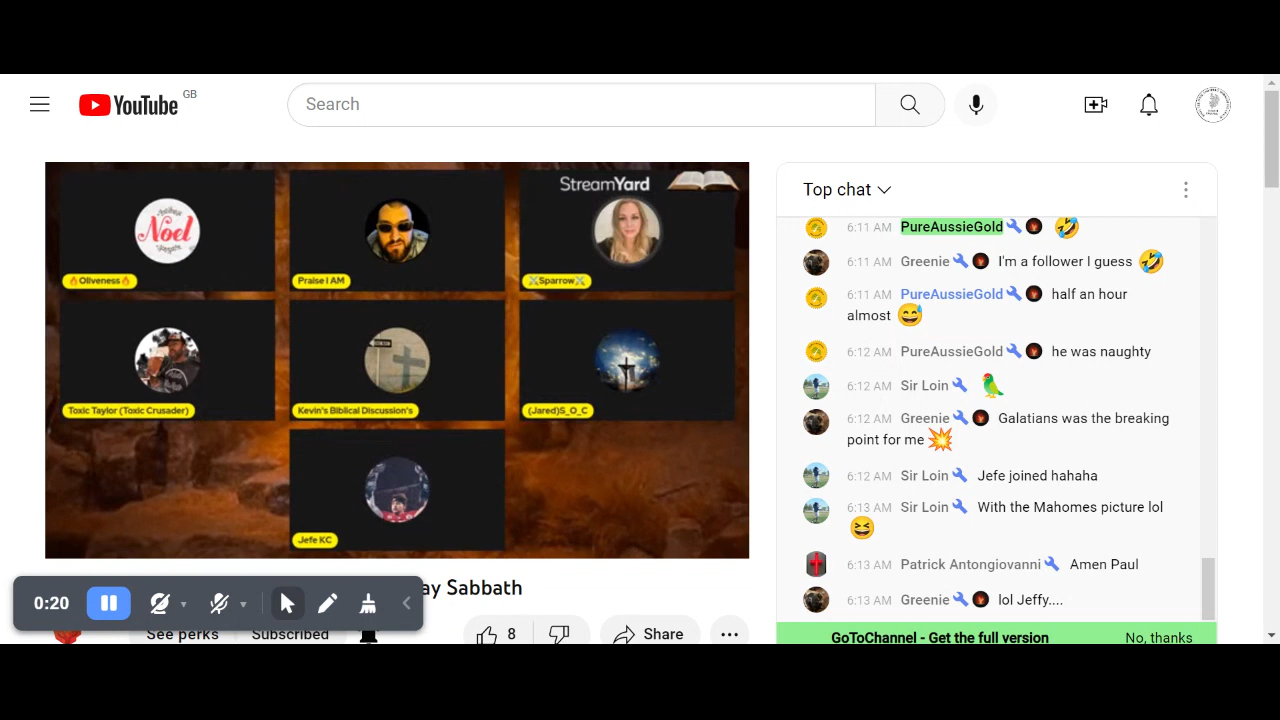 YouTube GB
Search
StreamYard
Noel
🔥Oliveness🔥
Praise I AM
⚔️Sparrow⚔️
Toxic Taylor (Toxic Crusader)
Kevin's Biblical Discussion's
(Jared)S_O_C
Jefe KC
ay Sabbath
0:20
See perks
Subscribed
8
Share
Top chat
6:11 AM PureAussieGold 🤣
6:11 AM Greenie I'm a follower I guess 🤣
6:11 AM PureAussieGold half an hour
almost 😅
6:12 AM PureAussieGold he was naughty
6:12 AM Sir Loin 🦜
6:12 AM Greenie Galatians was the breaking
point for me 💥
6:12 AM Sir Loin Jefe joined hahaha
6:13 AM Sir Loin With the Mahomes picture lol
😆
6:13 AM Patrick Antongiovanni Amen Paul
6:13 AM Greenie lol Jeffy....
GoToChannel - Get the full version No, thanks